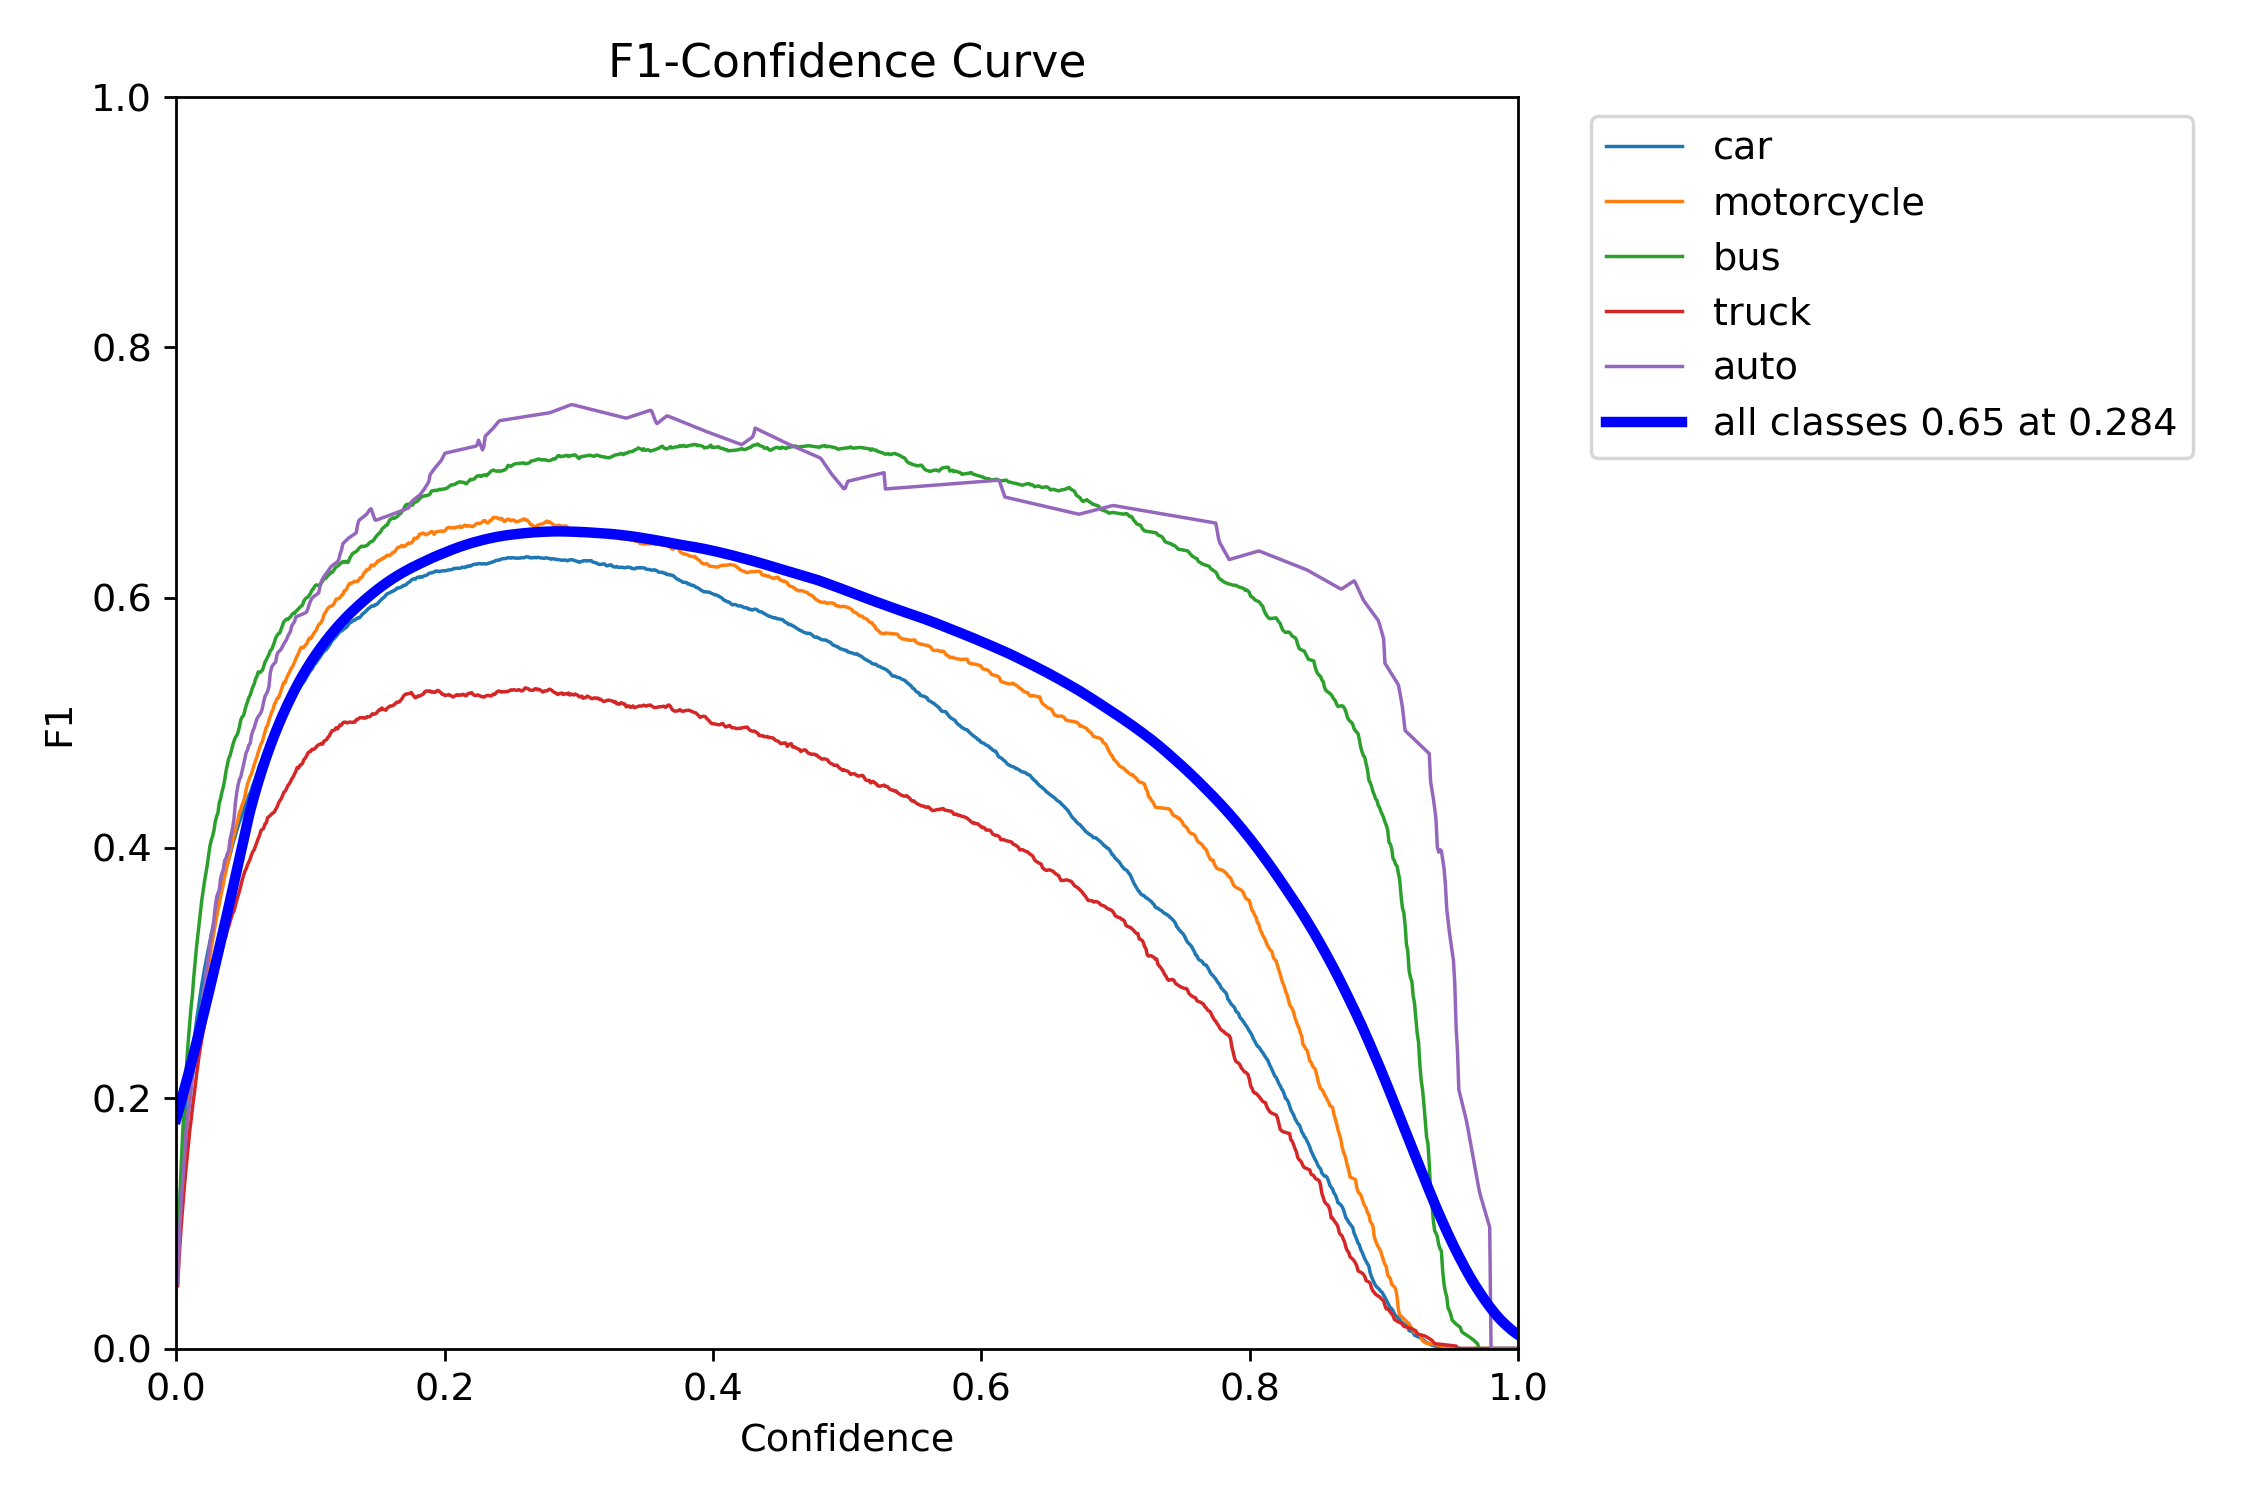 F1-Confidence Curve
1.0
0.8
0.6
0.4
0.2
0.0
F1
0.0 0.2 0.4 0.6 0.8 1.0
Confidence
car
motorcycle
bus
truck
auto
all classes 0.65 at 0.284